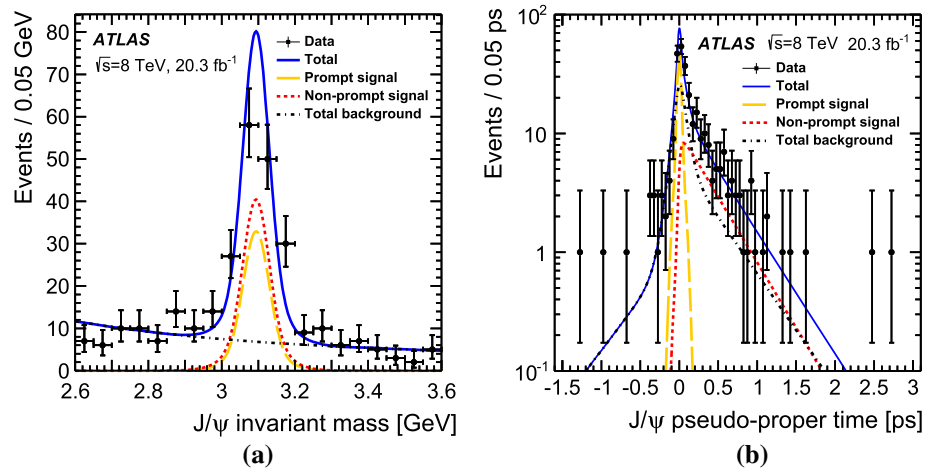 ATLAS
√s=8 TeV, 20.3 fb-1
Data
Total
Prompt signal
Non-prompt signal
Total background
Events / 0.05 GeV
80
70
60
50
40
30
20
10
0
2.6 2.8 3 3.2 3.4 3.6
J/ψ invariant mass [GeV]
(a)
ATLAS √s=8 TeV 20.3 fb-1
Data
Total
Prompt signal
Non-prompt signal
Total background
Events / 0.05 ps
10²
10
1
10-1
-1.5 -1 -0.5 0 0.5 1 1.5 2 2.5 3
J/ψ pseudo-proper time [ps]
(b)